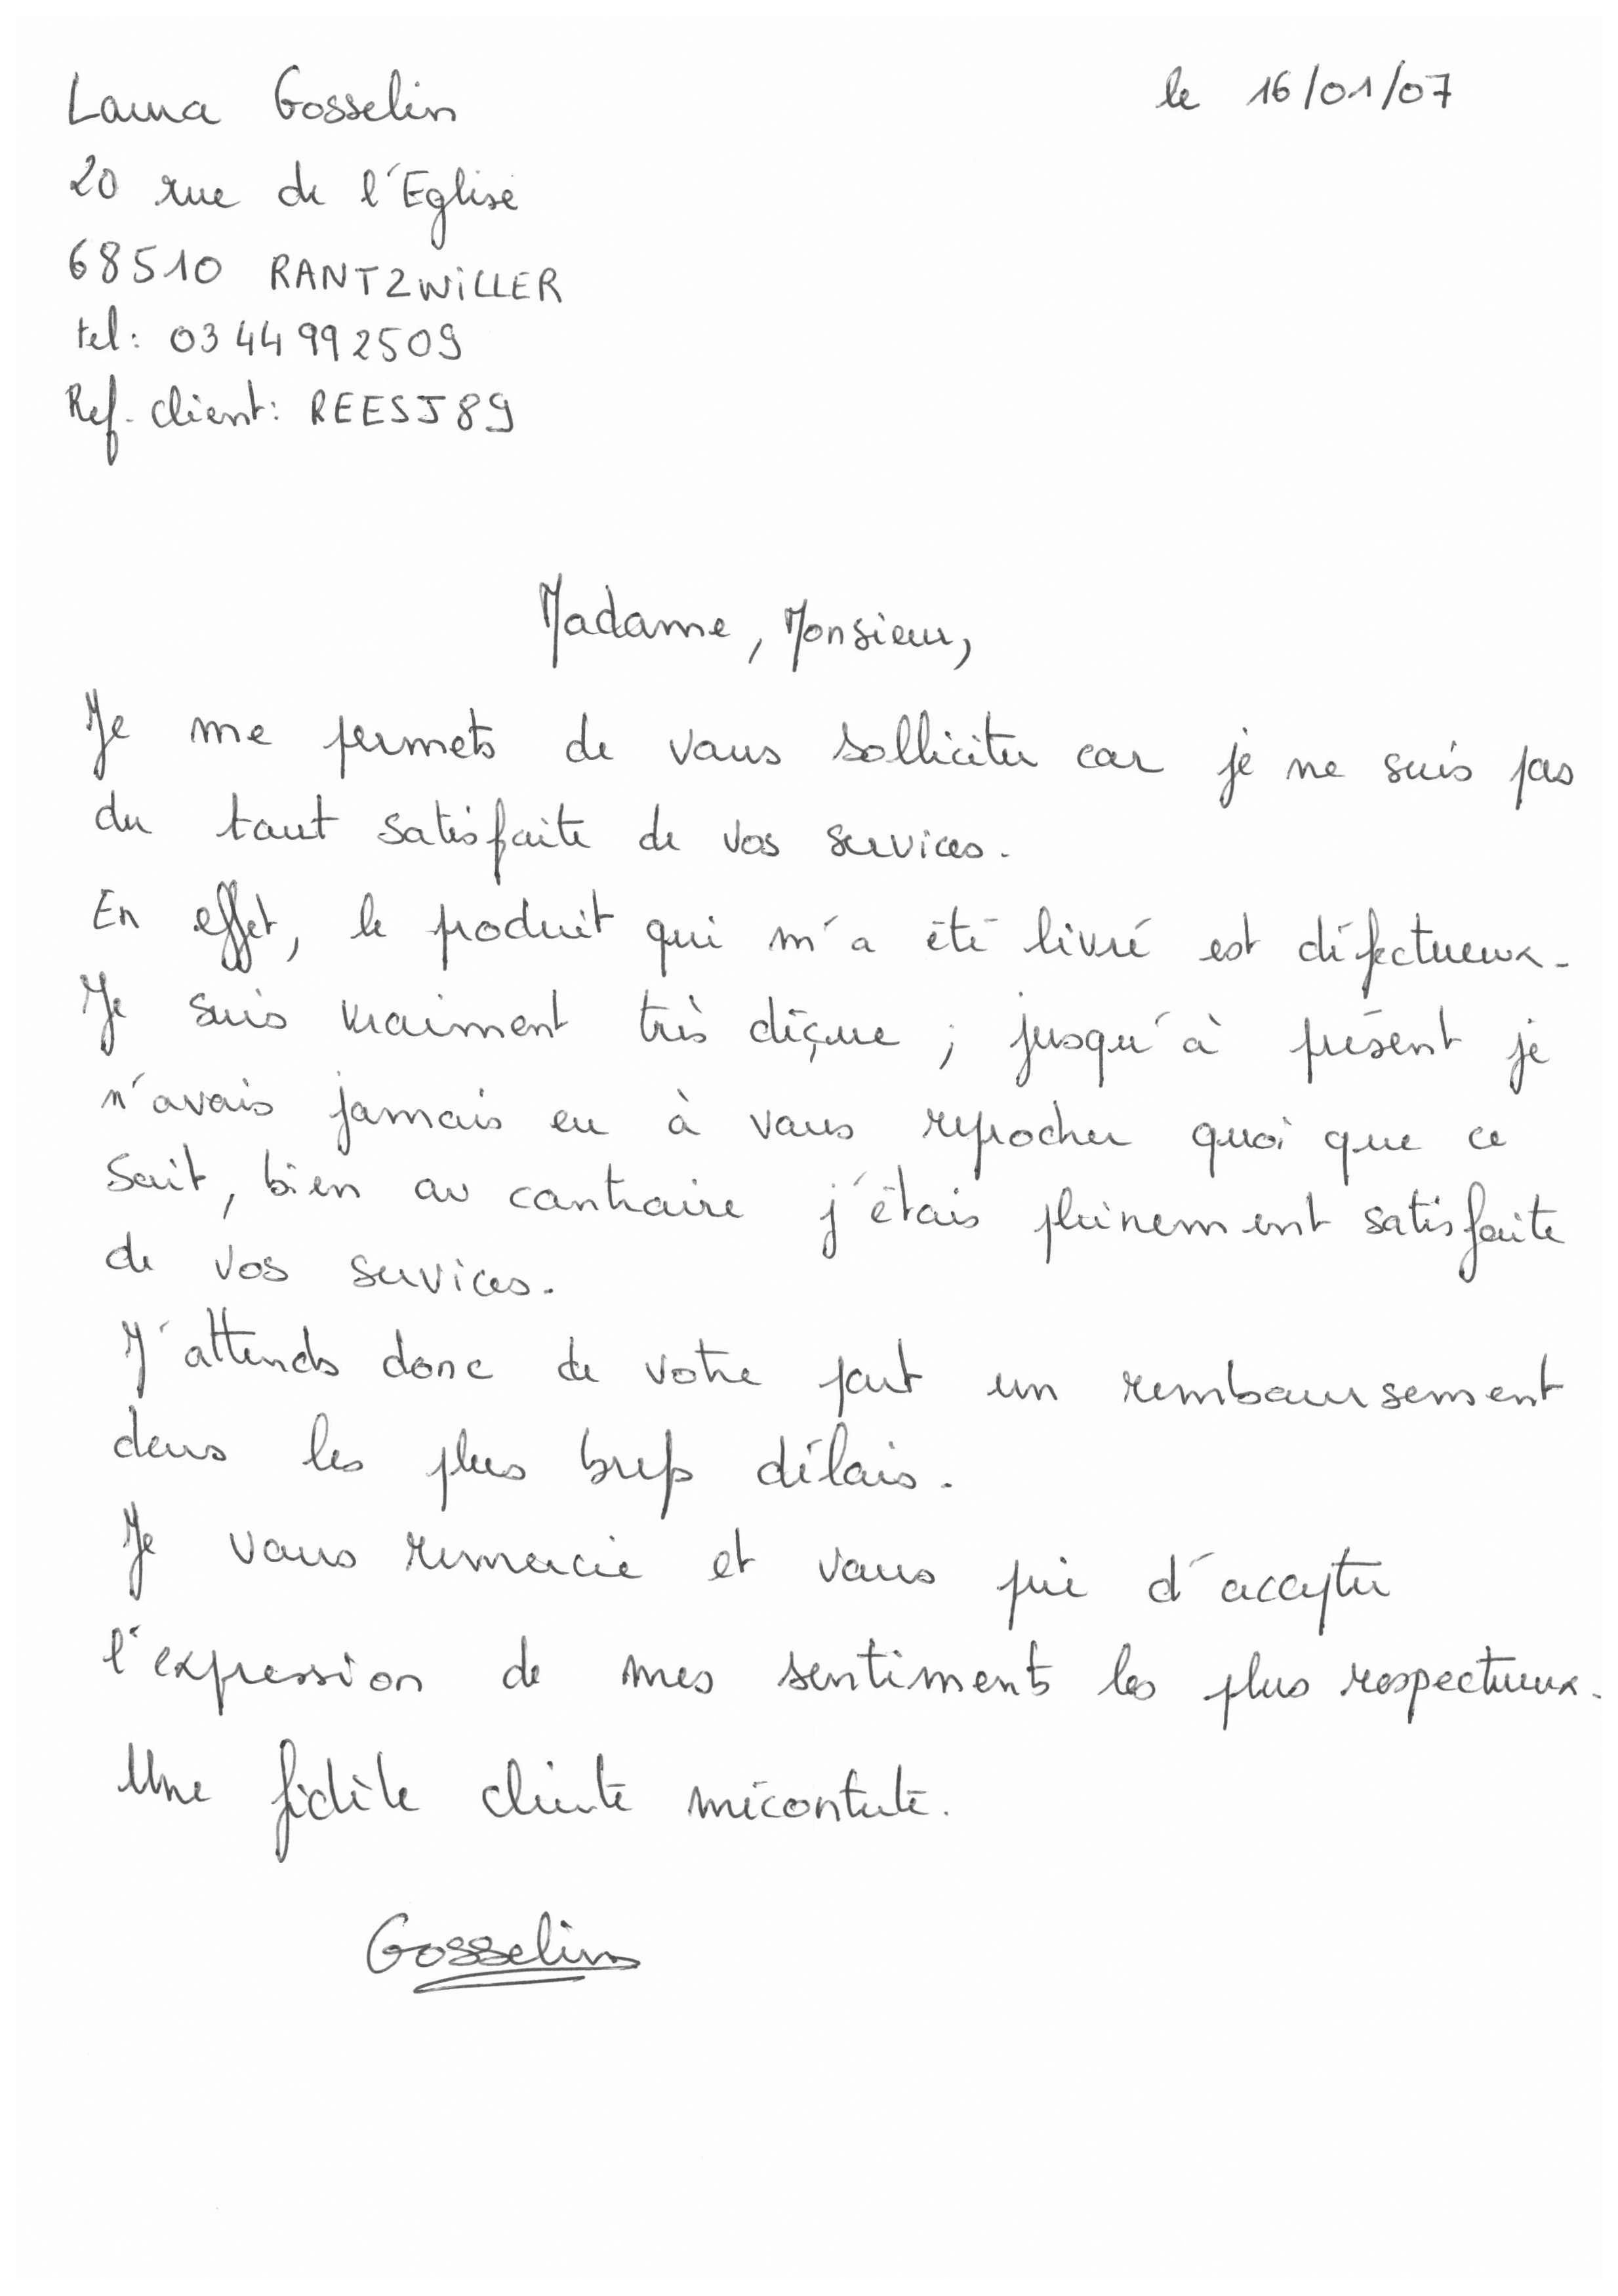 Laura Gosselin
le 16/01/07
20 rue de l'Eglise
68510 RANTZWILLER
tel: 03 44 99 25 09
Ref. client: REESJ89
Madame, Monsieur,
Je me permets de vous solliciter car je ne suis pas
du tout satisfaite de vos services.
En effet, le produit qui m'a été livré est défectueux.
Je suis vraiment très déçue ; jusqu'à présent je
n'avais jamais eu à vous reprocher quoi que ce
soit, bien au contraire j'étais pleinement satisfaite
de vos services.
J'attends donc de votre part un remboursement
dans les plus brefs délais.
Je vous remercie et vous prie d'accepter
l'expression de mes sentiments les plus respectueux.
Une fidèle cliente mécontente.
Gosselin